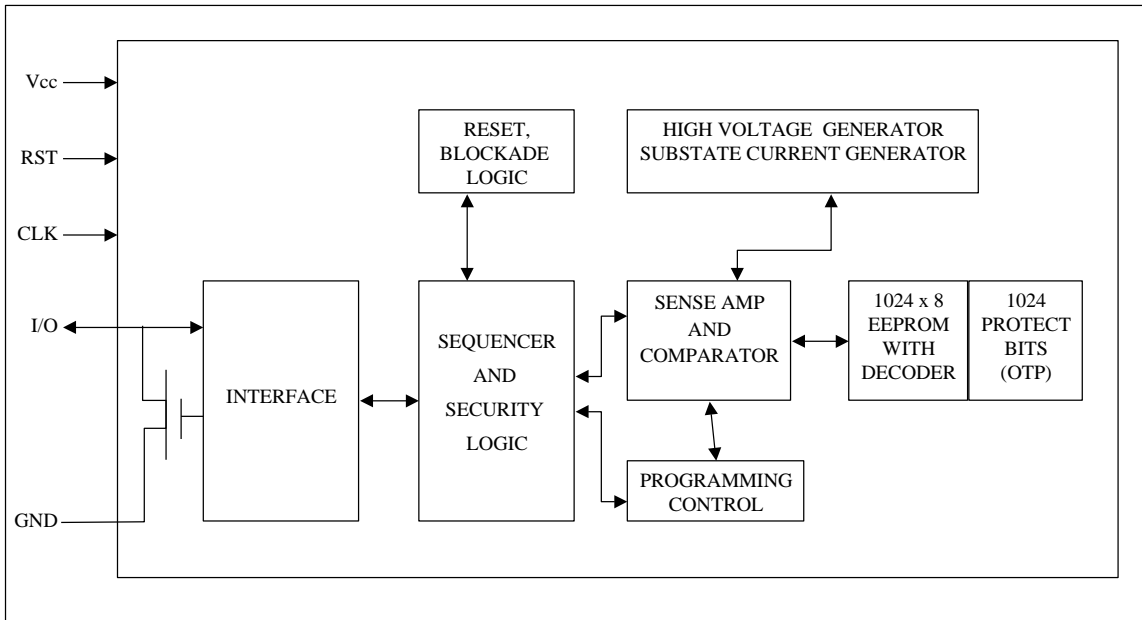 Vcc
RST
CLK
I/O
GND
RESET,
BLOCKADE
LOGIC
HIGH VOLTAGE GENERATOR
SUBSTATE CURRENT GENERATOR
INTERFACE
SEQUENCER
AND
SECURITY
LOGIC
SENSE AMP
AND
COMPARATOR
1024 x 8
EEPROM
WITH
DECODER
1024
PROTECT
BITS
(OTP)
PROGRAMMING
CONTROL